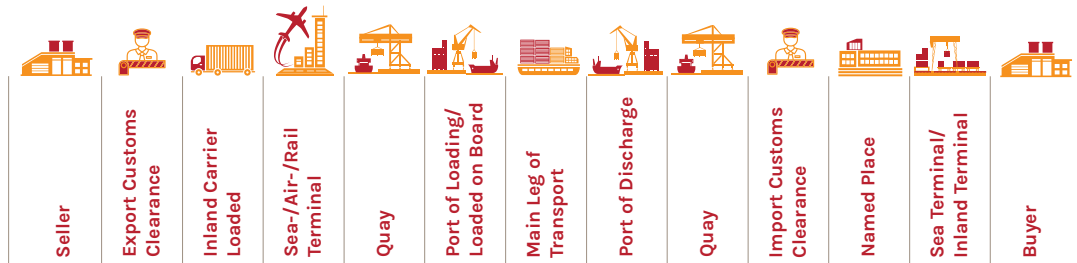 Seller
Export Customs
Clearance
Inland Carrier
Loaded
Sea-/Air-/Rail
Terminal
Quay
Port of Loading/
Loaded on Board
Main Leg of
Transport
Port of Discharge
Quay
Import Customs
Clearance
Named Place
Sea Terminal/
Inland Terminal
Buyer